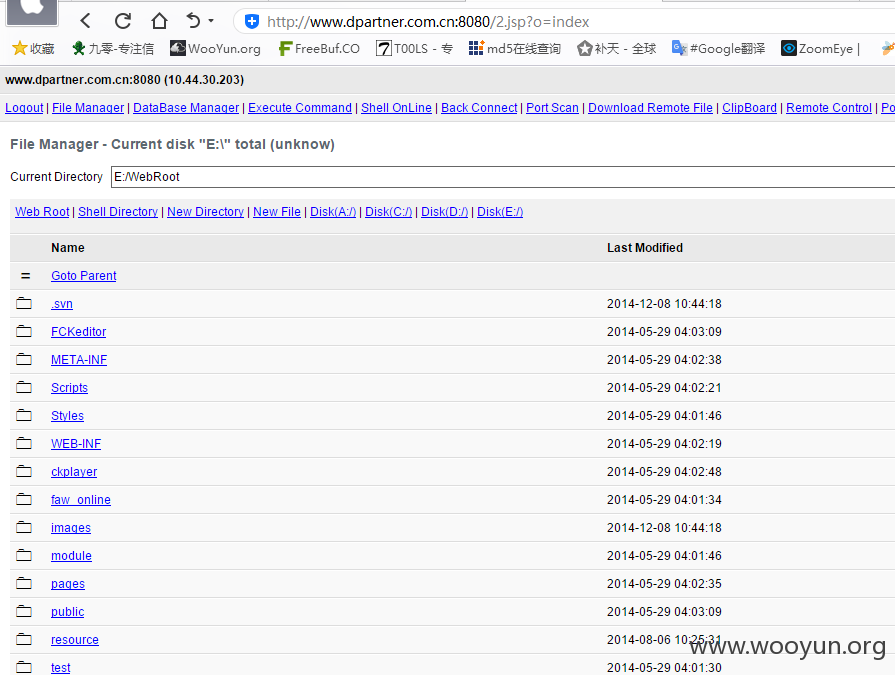 http://www.dpartner.com.cn:8080/2.jsp?o=index
收藏 九零-专注信 WooYun.org FreeBuf.CO T00LS - 专 md5在线查询 补天 - 全球 #Google翻译 ZoomEye |
www.dpartner.com.cn:8080 (10.44.30.203)
Logout | File Manager | DataBase Manager | Execute Command | Shell OnLine | Back Connect | Port Scan | Download Remote File | ClipBoard | Remote Control | Po
File Manager - Current disk "E:\" total (unknow)
Current Directory E:/WebRoot
Web Root | Shell Directory | New Directory | New File | Disk(A:/) | Disk(C:/) | Disk(D:/) | Disk(E:/)
Name Last Modified
= Goto Parent
.svn 2014-12-08 10:44:18
FCKeditor 2014-05-29 04:03:09
META-INF 2014-05-29 04:02:38
Scripts 2014-05-29 04:02:21
Styles 2014-05-29 04:01:46
WEB-INF 2014-05-29 04:02:19
ckplayer 2014-05-29 04:02:48
faw_online 2014-05-29 04:01:34
images 2014-12-08 10:44:18
module 2014-05-29 04:01:46
pages 2014-05-29 04:02:35
public 2014-05-29 04:03:09
resource 2014-08-06 10:25:31
www.wooyun.org
test 2014-05-29 04:01:30